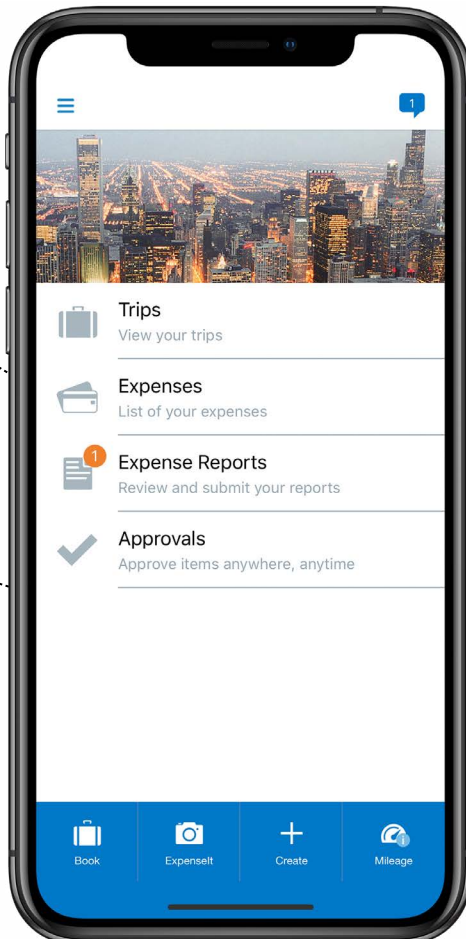 1
Trips
View your trips
Expenses
List of your expenses
1
Expense Reports
Review and submit your reports
Approvals
Approve items anywhere, anytime
Book
ExpenseIt
Create
Mileage